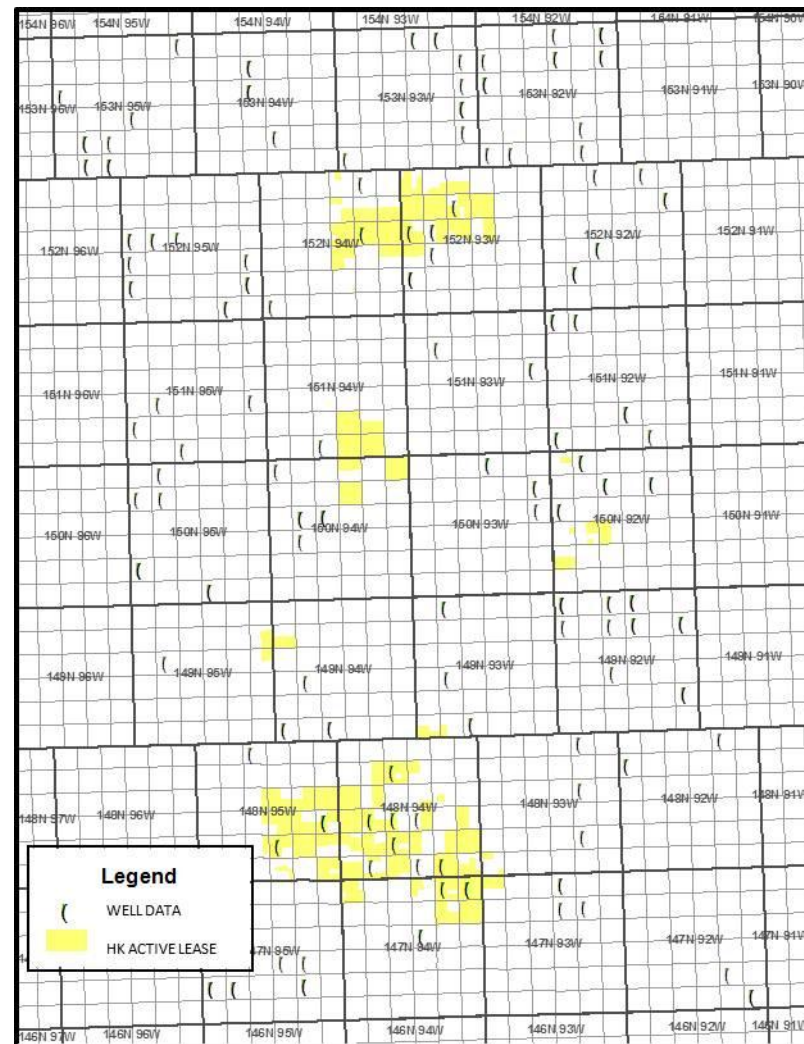 154N 96W 154N 95W 154N 94W 154N 93W 154N 92W
153N 96W 153N 95W 153N 94W 153N 93W 153N 92W 153N 91W 153N 90W
152N 96W 152N 95W 152N 94W 152N 93W 152N 92W 152N 91W
151N 96W 151N 95W 151N 94W 151N 93W 151N 92W 151N 91W
150N 96W 150N 95W 150N 94W 150N 93W 150N 92W 150N 91W
149N 96W 149N 95W 149N 94W 149N 93W 149N 92W 149N 91W
148N 97W 148N 96W 148N 95W 148N 94W 148N 93W 148N 92W 148N 91W
Legend
WELL DATA
HK ACTIVE LEASE
147N 94W 147N 93W 147N 92W 147N 91W
146N 97W 146N 96W 146N 95W 146N 94W 146N 93W 146N 92W 146N 91W